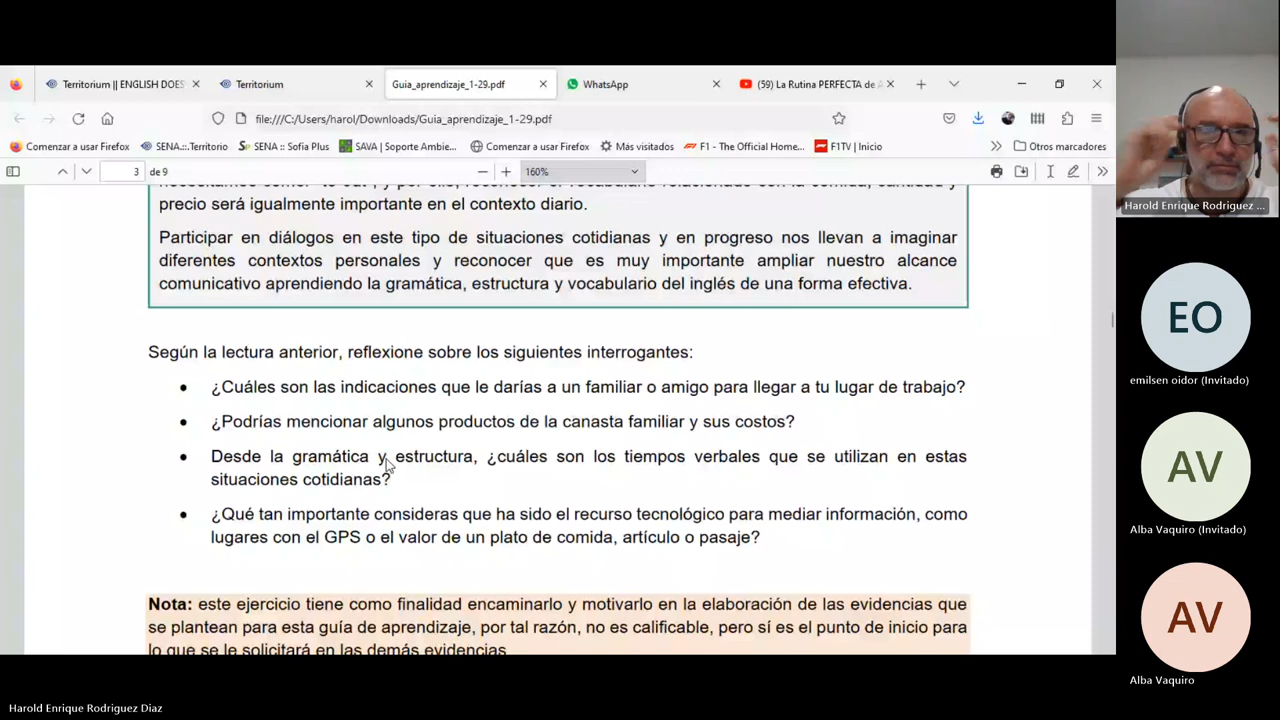 Territorium || ENGLISH DOES
Territorium
Guia_aprendizaje_1-29.pdf
WhatsApp
(59) La Rutina PERFECTA de A
file:///C:/Users/harol/Downloads/Guia_aprendizaje_1-29.pdf
Comenzar a usar Firefox
SENA.::.Territorio
SENA :: Sofia Plus
SAVA | Soporte Ambie...
Comenzar a usar Firefox
Más visitados
F1 - The Official Home...
F1TV | Inicio
Otros marcadores
3 de 9
160%
precio será igualmente importante en el contexto diario.
Participar en diálogos en este tipo de situaciones cotidianas y en progreso nos llevan a imaginar
diferentes contextos personales y reconocer que es muy importante ampliar nuestro alcance
comunicativo aprendiendo la gramática, estructura y vocabulario del inglés de una forma efectiva.
Según la lectura anterior, reflexione sobre los siguientes interrogantes:
• ¿Cuáles son las indicaciones que le darías a un familiar o amigo para llegar a tu lugar de trabajo?
• ¿Podrías mencionar algunos productos de la canasta familiar y sus costos?
• Desde la gramática y estructura, ¿cuáles son los tiempos verbales que se utilizan en estas
situaciones cotidianas?
• ¿Qué tan importante consideras que ha sido el recurso tecnológico para mediar información, como
lugares con el GPS o el valor de un plato de comida, artículo o pasaje?
Nota: este ejercicio tiene como finalidad encaminarlo y motivarlo en la elaboración de las evidencias que
se plantean para esta guía de aprendizaje, por tal razón, no es calificable, pero sí es el punto de inicio para
lo que se le solicitará en las demás evidencias
Harold Enrique Rodriguez ...
EO
emilsen oidor (Invitado)
AV
Alba Vaquiro (Invitado)
AV
Alba Vaquiro
Harold Enrique Rodriguez Diaz